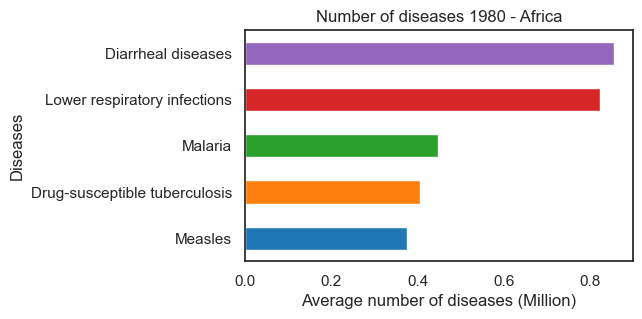 Number of diseases 1980 - Africa
Diseases
Diarrheal diseases
Lower respiratory infections
Malaria
Drug-susceptible tuberculosis
Measles
0.0 0.2 0.4 0.6 0.8
Average number of diseases (Million)